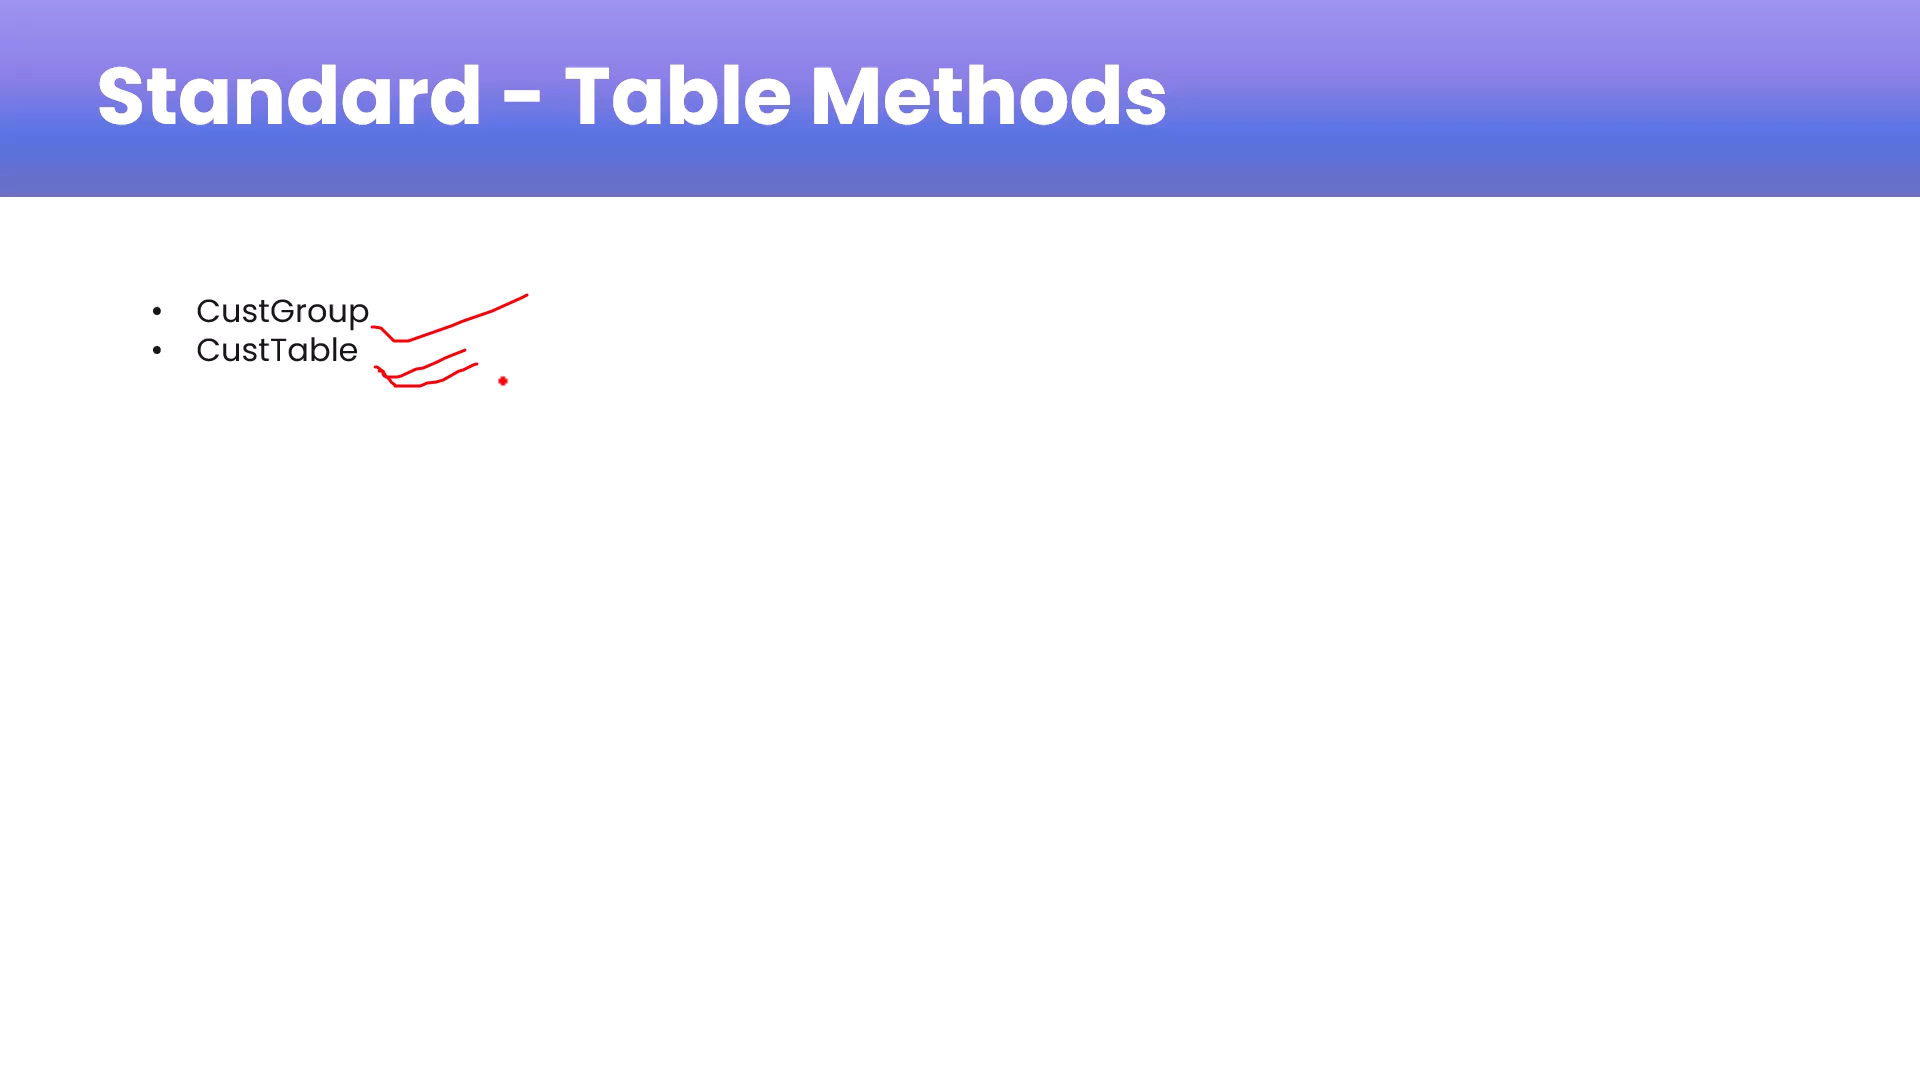 Standard - Table Methods
• CustGroup
• CustTable